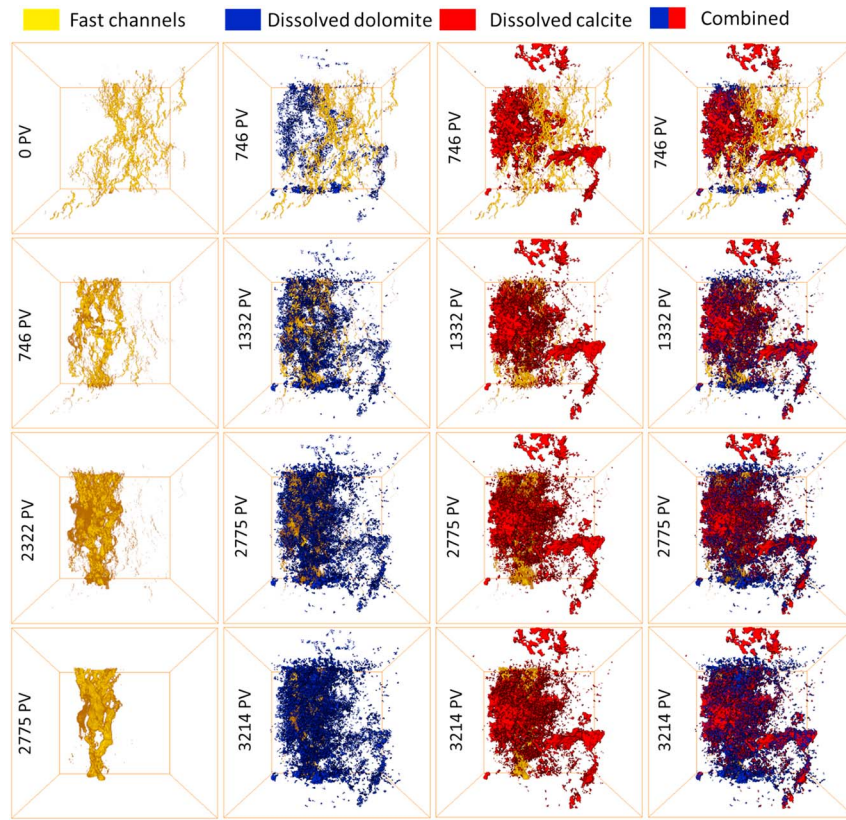 Fast channels Dissolved dolomite Dissolved calcite Combined
0 PV 746 PV 746 PV 746 PV
746 PV 1332 PV 1332 PV 1332 PV
2322 PV 2775 PV 2775 PV 2775 PV
2775 PV 3214 PV 3214 PV 3214 PV